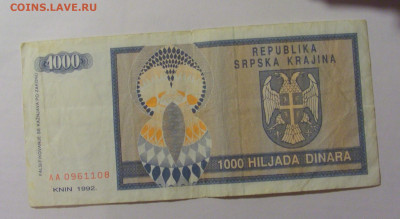 COINS.LAVE.RU
1000
REPUBLIKA
SRPSKA KRAJINA
AA 0961108
1000 HILJADA DINARA
KNIN 1992.